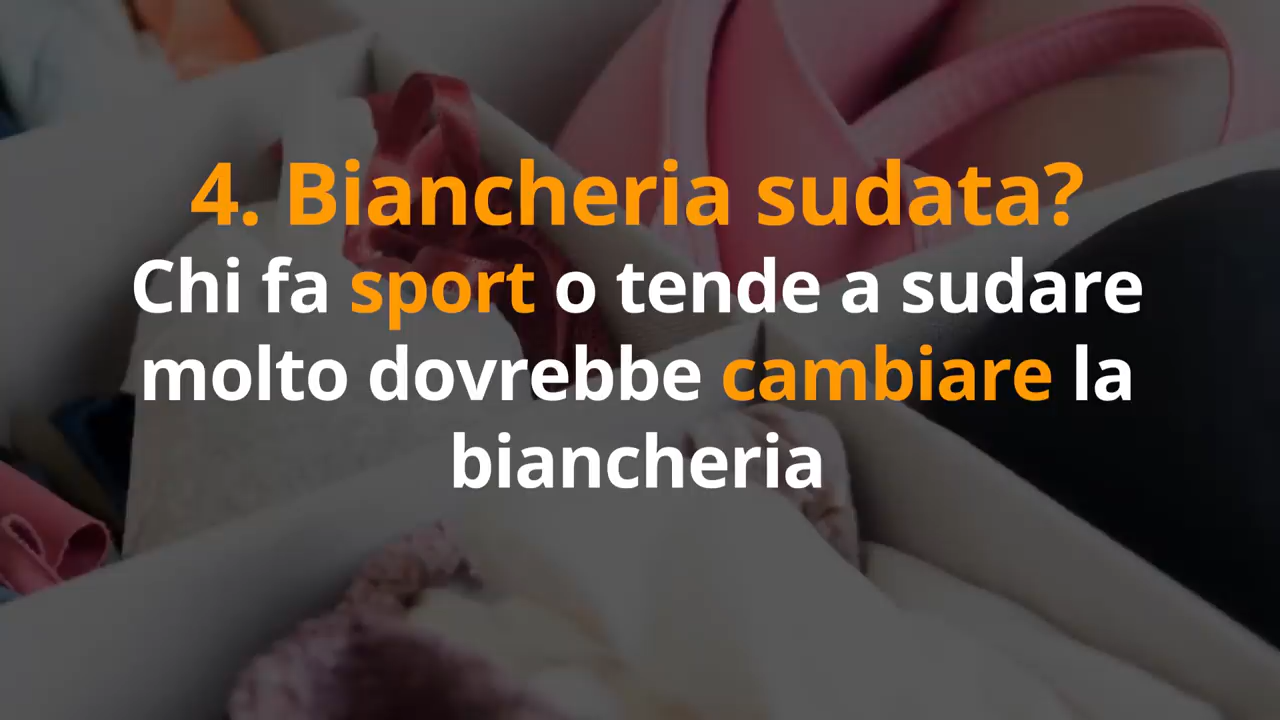 4. Biancheria sudata?
Chi fa sport o tende a sudare
molto dovrebbe cambiare la
biancheria